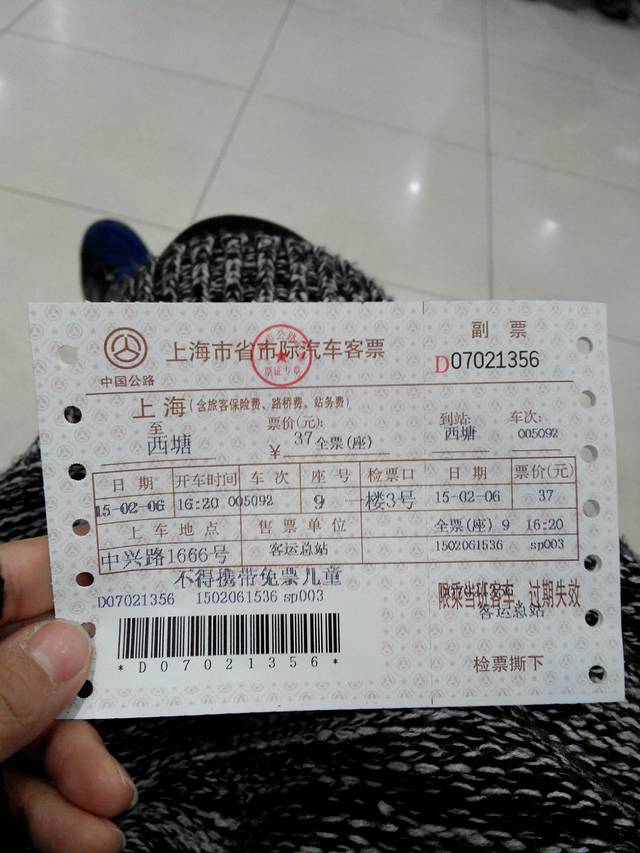 上海市省市际汽车客票
中国公路
票证专章
副 票
D07021356
上海(含旅客保险费、路桥费、站务费)
至
西塘
票价(元):
¥ 37全票(座)
到站:
西塘
车次:
005092
日 期 开车时间 车 次 座 号 检票口 日 期 票价(元)
15-02-06 16:20 005092 9 一楼3号 15-02-06 37
上 车 地 点 售 票 单 位 全票(座) 9 16:20
中兴路1666号 客运总站 1502061536 sp003
不得携带免票儿童
D07021356 1502061536 sp003
限乘当班客车，过期失效
客运总站
*D07021356*
检票撕下